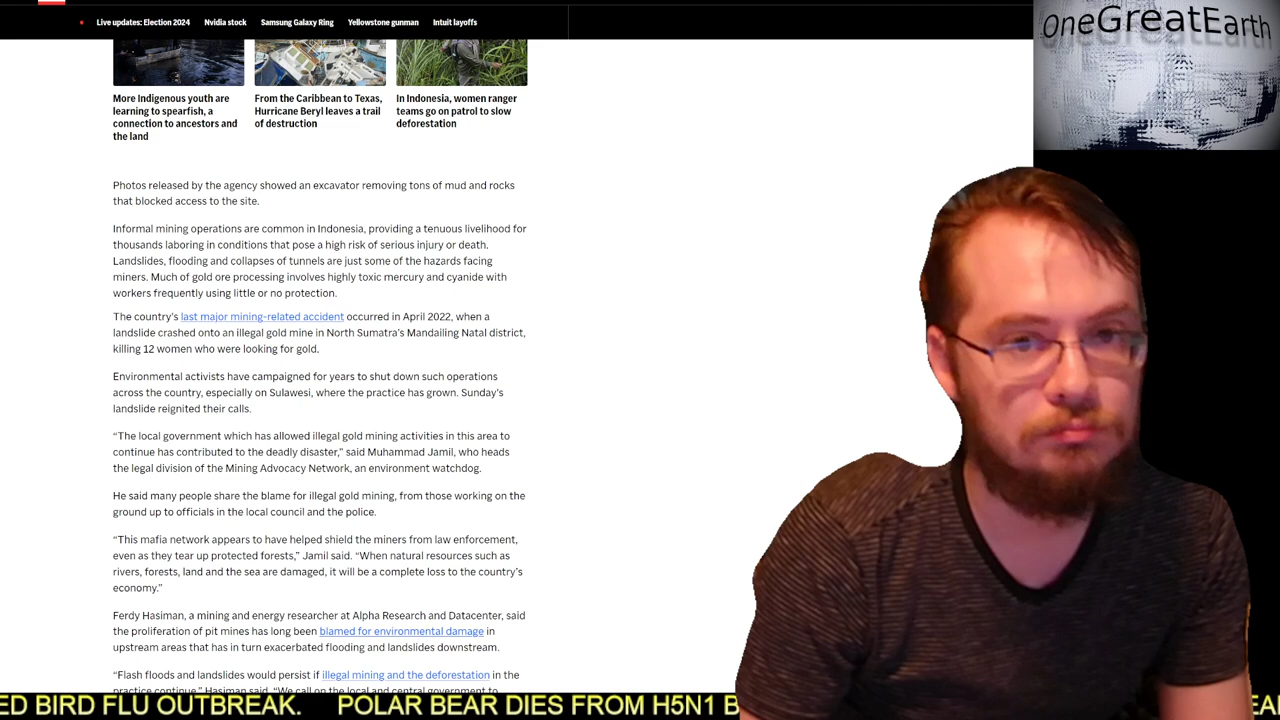 Live updates: Election 2024 Nvidia stock Samsung Galaxy Ring Yellowstone gunman Intuit layoffs
OneGreatEarth
More Indigenous youth are
learning to spearfish, a
connection to ancestors and
the land
From the Caribbean to Texas,
Hurricane Beryl leaves a trail
of destruction
In Indonesia, women ranger
teams go on patrol to slow
deforestation
Photos released by the agency showed an excavator removing tons of mud and rocks
that blocked access to the site.
Informal mining operations are common in Indonesia, providing a tenuous livelihood for
thousands laboring in conditions that pose a high risk of serious injury or death.
Landslides, flooding and collapses of tunnels are just some of the hazards facing
miners. Much of gold ore processing involves highly toxic mercury and cyanide with
workers frequently using little or no protection.
The country's last major mining-related accident occurred in April 2022, when a
landslide crashed onto an illegal gold mine in North Sumatra's Mandailing Natal district,
killing 12 women who were looking for gold.
Environmental activists have campaigned for years to shut down such operations
across the country, especially on Sulawesi, where the practice has grown. Sunday's
landslide reignited their calls.
“The local government which has allowed illegal gold mining activities in this area to
continue has contributed to the deadly disaster,” said Muhammad Jamil, who heads
the legal division of the Mining Advocacy Network, an environment watchdog.
He said many people share the blame for illegal gold mining, from those working on the
ground up to officials in the local council and the police.
“This mafia network appears to have helped shield the miners from law enforcement,
even as they tear up protected forests,” Jamil said. “When natural resources such as
rivers, forests, land and the sea are damaged, it will be a complete loss to the country's
economy.”
Ferdy Hasiman, a mining and energy researcher at Alpha Research and Datacenter, said
the proliferation of pit mines has long been blamed for environmental damage in
upstream areas that has in turn exacerbated flooding and landslides downstream.
“Flash floods and landslides would persist if illegal mining and the deforestation in the
practice continue,” Hasiman said. “We call on the local and central government to
ED BIRD FLU OUTBREAK. POLAR BEAR DIES FROM H5N1 B
EA